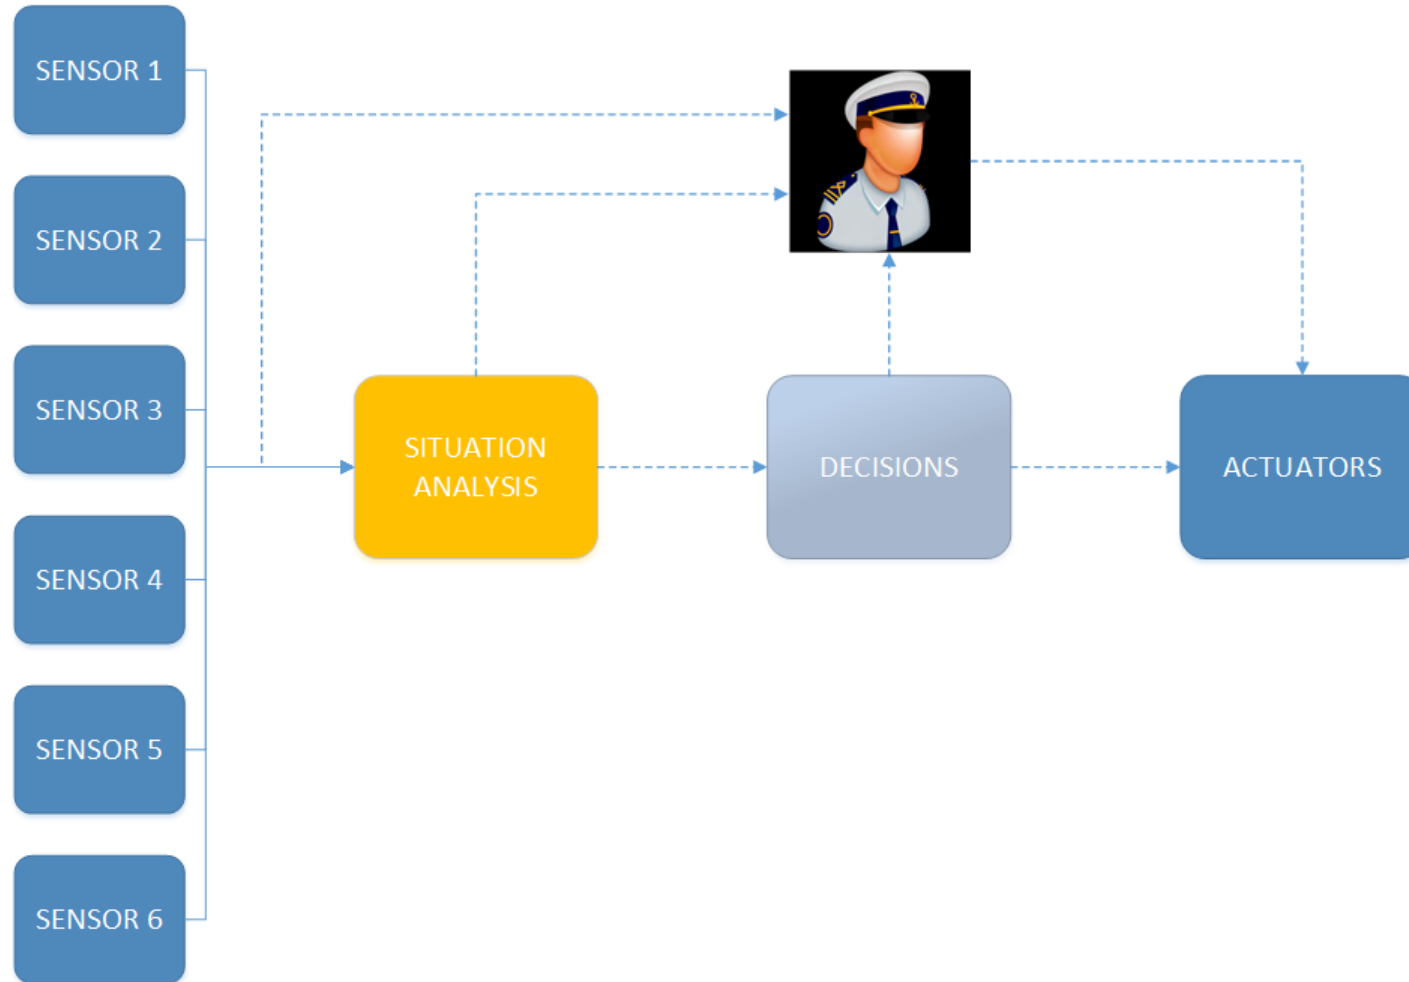 SENSOR 1
SENSOR 2
SENSOR 3
SENSOR 4
SENSOR 5
SENSOR 6
SITUATION
ANALYSIS
DECISIONS
ACTUATORS